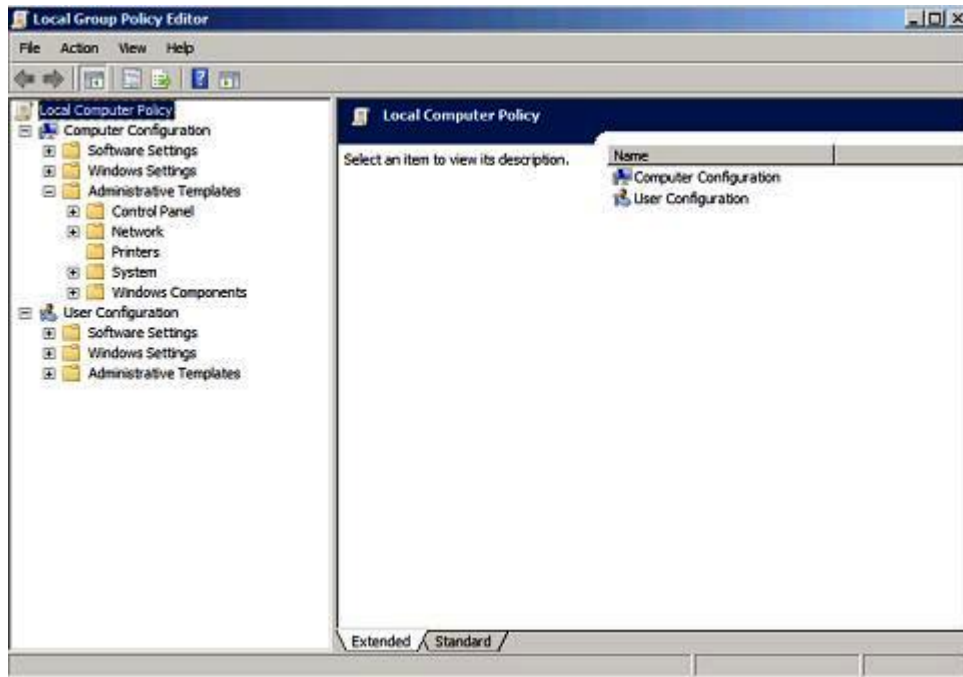 Local Group Policy Editor
File Action View Help
Local Computer Policy
Computer Configuration
Software Settings
Windows Settings
Administrative Templates
Control Panel
Network
Printers
System
Windows Components
User Configuration
Software Settings
Windows Settings
Administrative Templates
Local Computer Policy
Select an item to view its description.
Name
Computer Configuration
User Configuration
Extended Standard